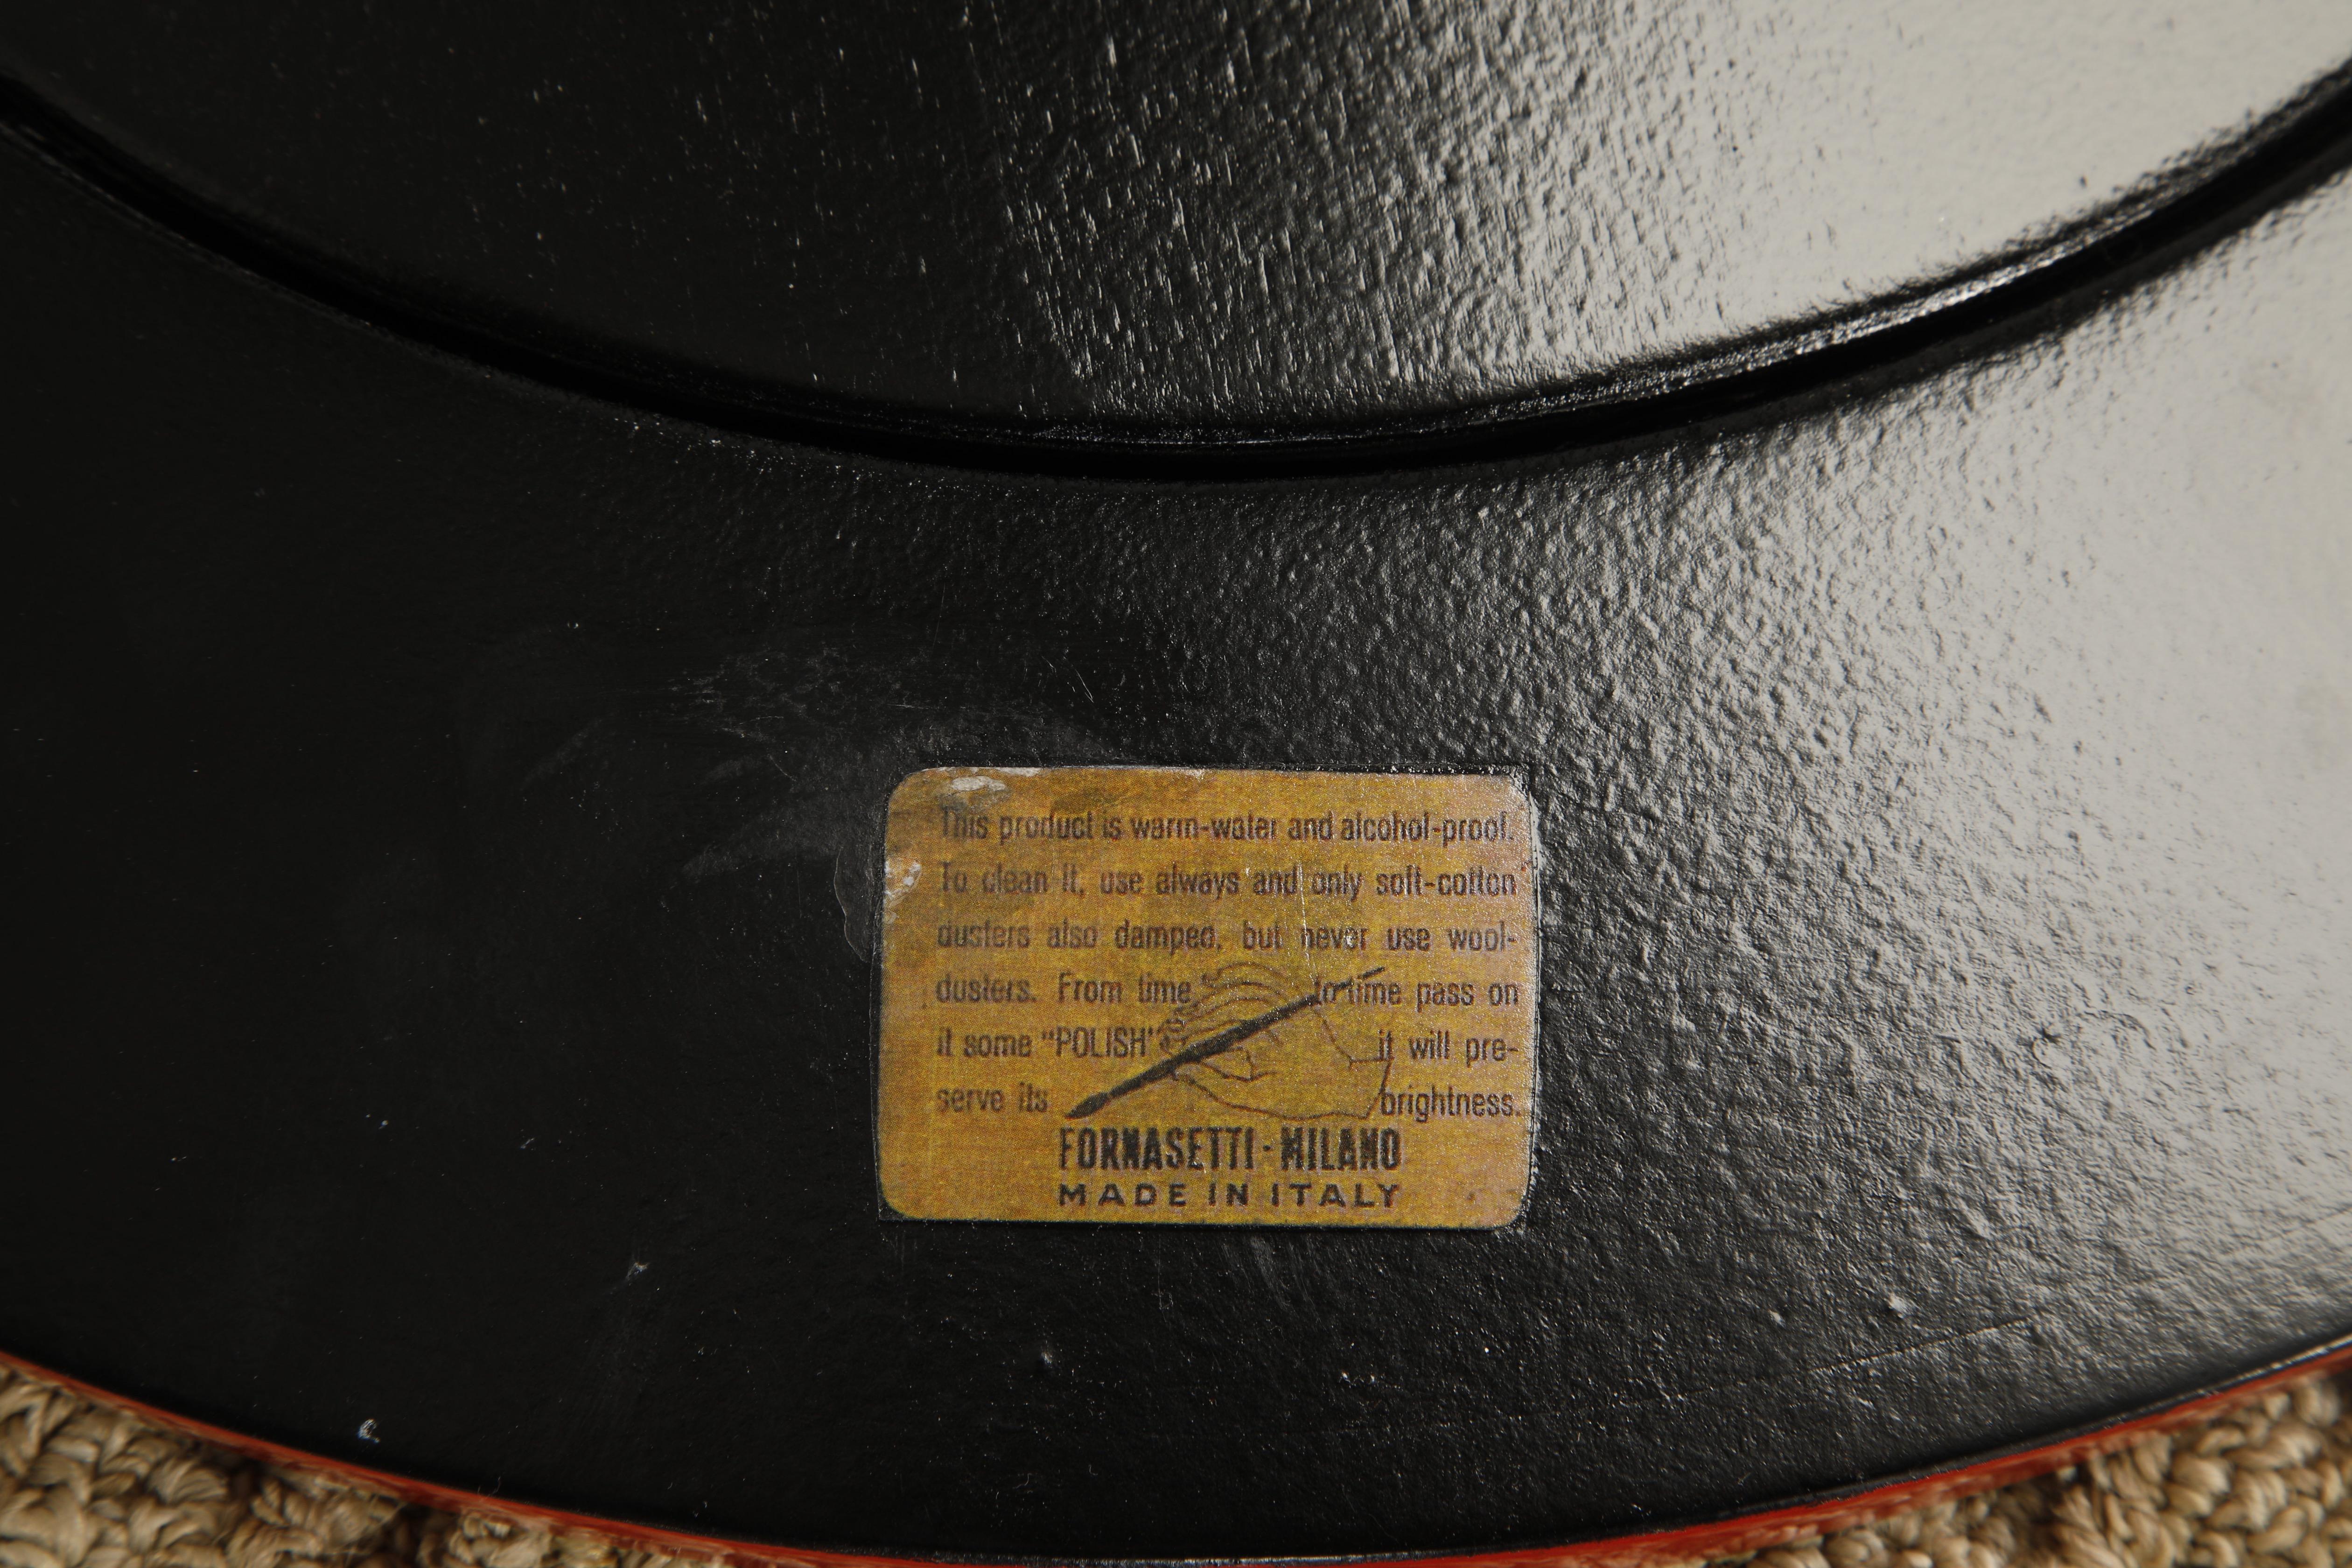 This product is warm-water and alcohol-proof.
To clean it, use always and only soft-cotton
dusters also damped, but never use wool-
dusters. From time to time pass on
it some "POLISH" it will pre-
serve its brightness.
FORNASETTI · MILANO
MADE IN ITALY